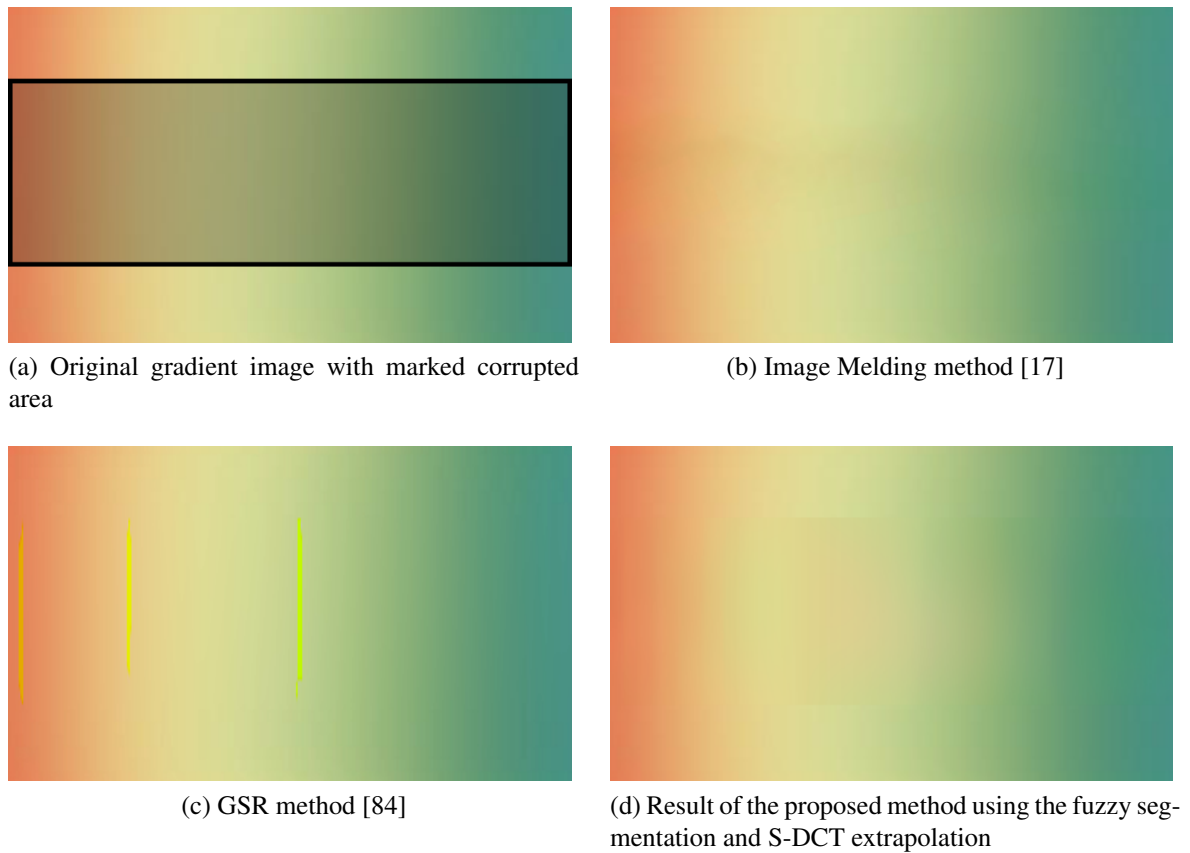 (a) Original gradient image with marked corrupted
area
(b) Image Melding method [17]
(c) GSR method [84]
(d) Result of the proposed method using the fuzzy seg-
mentation and S-DCT extrapolation